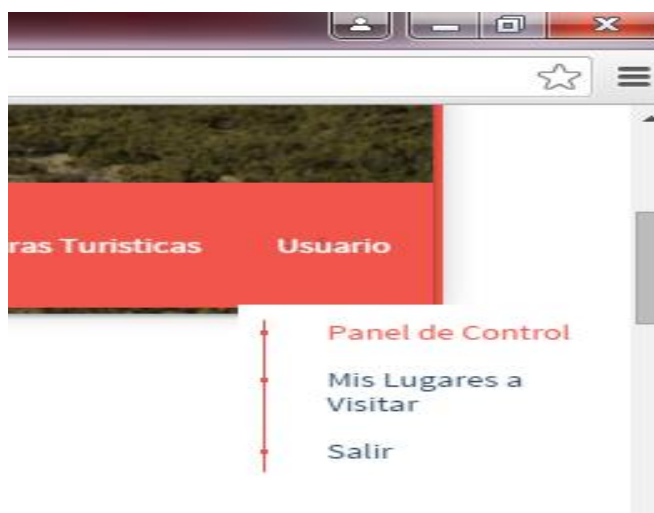 ras Turisticas Usuario
Panel de Control
Mis Lugares a
Visitar
Salir